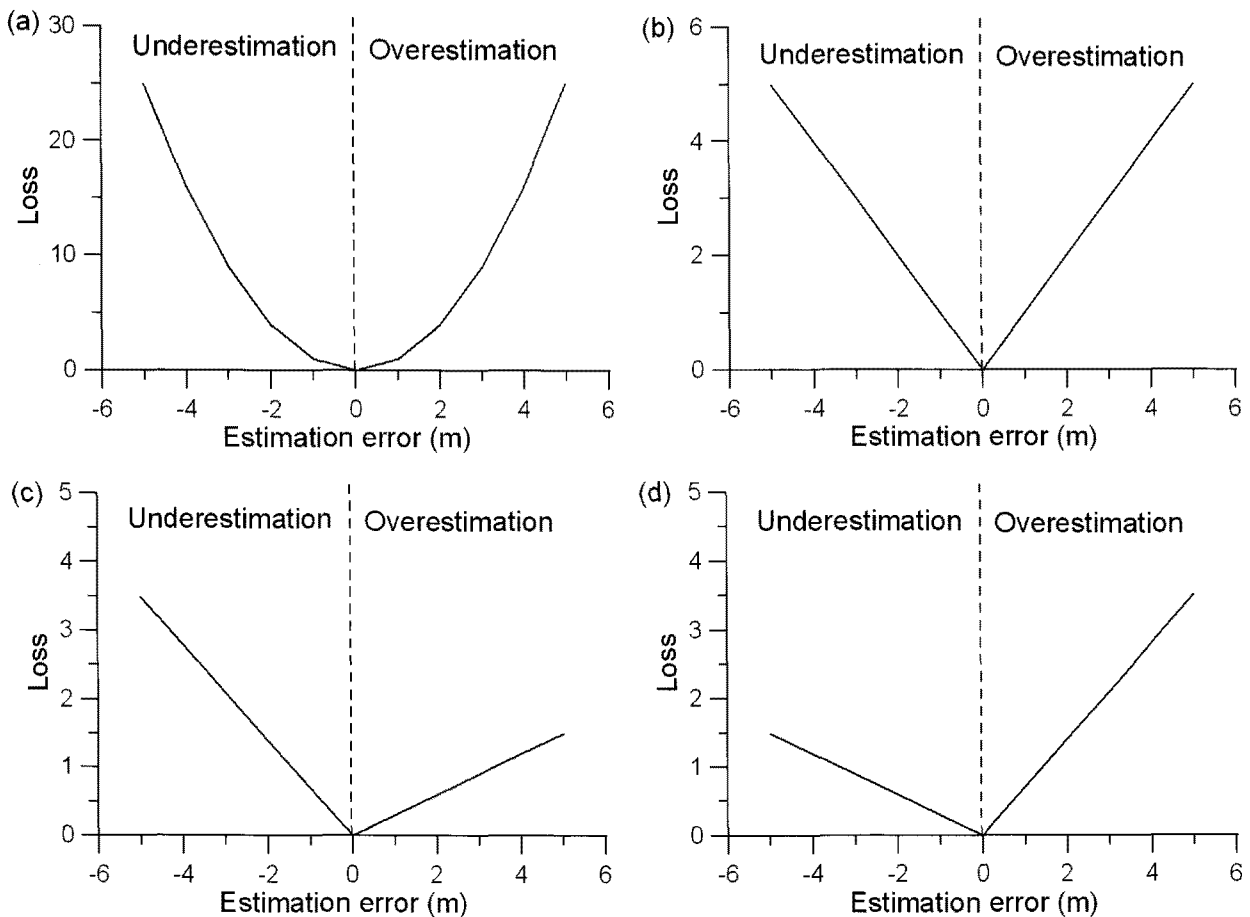 (a)
30
20
10
0
Loss
Underestimation
Overestimation
-6 -4 -2 0 2 4 6
Estimation error (m)
(b)
6
4
2
0
Loss
Underestimation
Overestimation
-6 -4 -2 0 2 4 6
Estimation error (m)
(c)
5
4
3
2
1
0
Loss
Underestimation
Overestimation
-6 -4 -2 0 2 4 6
Estimation error (m)
(d)
5
4
3
2
1
0
Loss
Underestimation
Overestimation
-6 -4 -2 0 2 4 6
Estimation error (m)